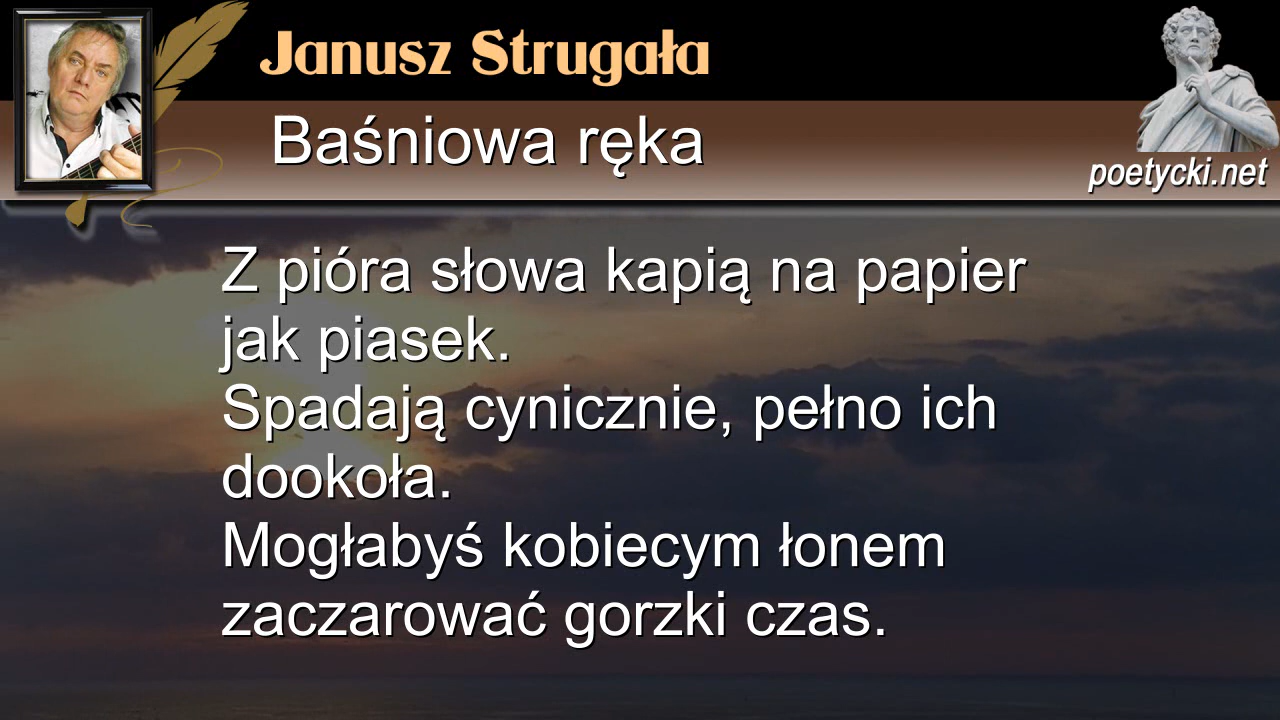 Janusz Strugała
Baśniowa ręka
poetycki.net
Z pióra słowa kapią na papier
jak piasek.
Spadają cynicznie, pełno ich
dookoła.
Mogłabyś kobiecym łonem
zaczarować gorzki czas.